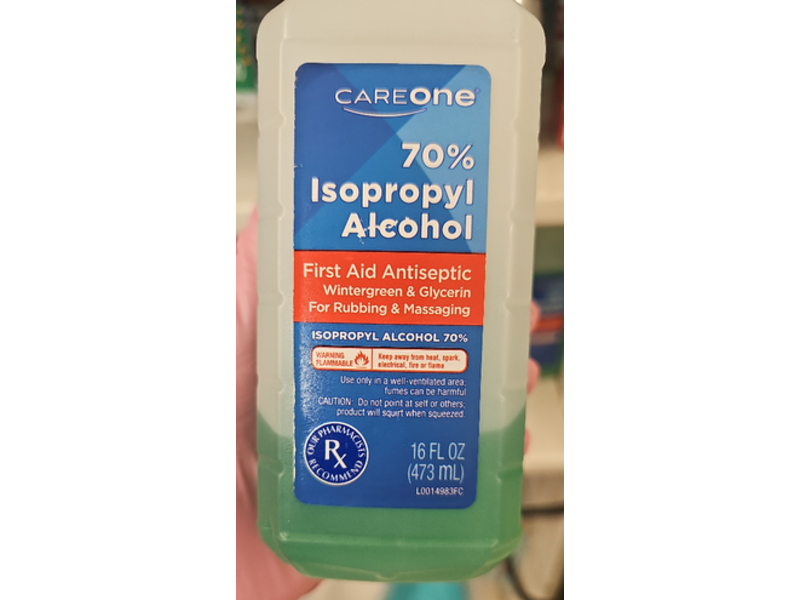 CAREONE
70%
Isopropyl
Alcohol
First Aid Antiseptic
Wintergreen & Glycerin
For Rubbing & Massaging
ISOPROPYL ALCOHOL 70%
WARNING
FLAMMABLE
Keep away from heat, spark,
electrical, fire or flame
Use only in a well-ventilated area,
fumes can be harmful
CAUTION: Do not point at self or others;
product will squirt when squeezed.
OUR PHARMACISTS
Rx
RECOMMEND
16 FL OZ
(473 mL)
L0014983FC